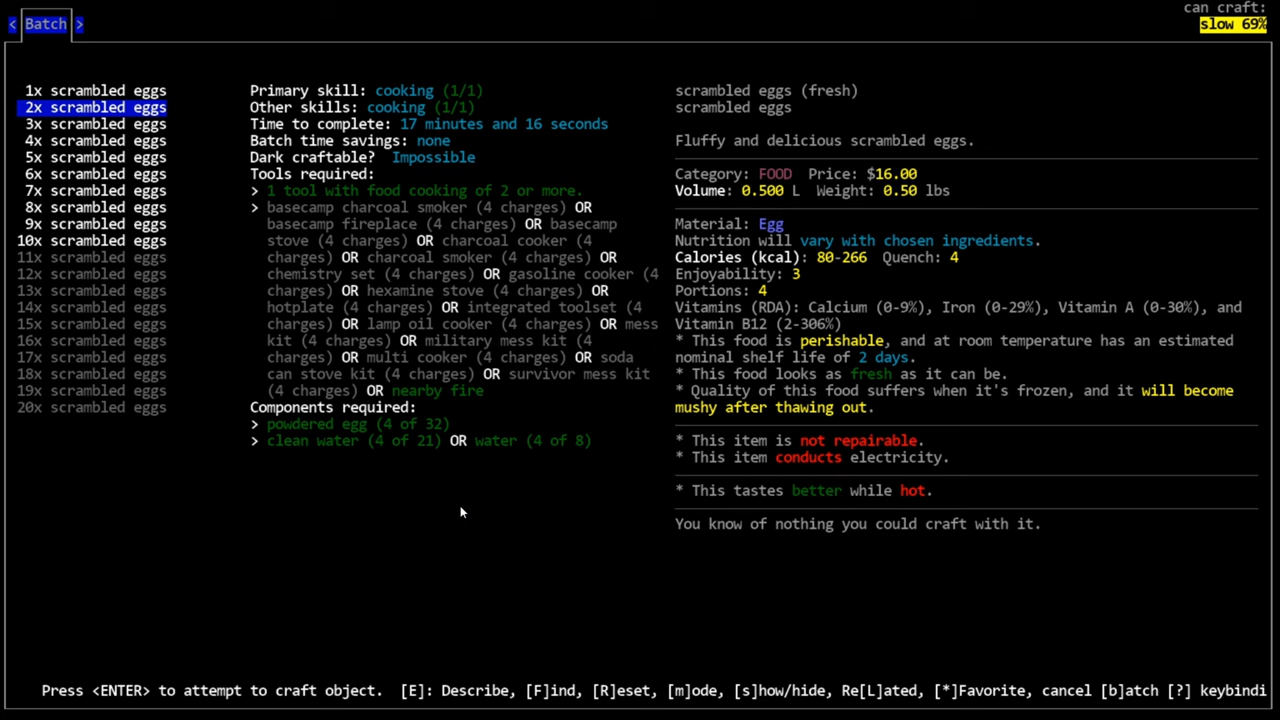 can craft:
< Batch >
slow 69%
1x scrambled eggs
2x scrambled eggs
3x scrambled eggs
4x scrambled eggs
5x scrambled eggs
6x scrambled eggs
7x scrambled eggs
8x scrambled eggs
9x scrambled eggs
10x scrambled eggs
11x scrambled eggs
12x scrambled eggs
13x scrambled eggs
14x scrambled eggs
15x scrambled eggs
16x scrambled eggs
17x scrambled eggs
18x scrambled eggs
19x scrambled eggs
20x scrambled eggs
Primary skill: cooking (1/1)
Other skills: cooking (1/1)
Time to complete: 17 minutes and 16 seconds
Batch time savings: none
Dark craftable? Impossible
Tools required:
> 1 tool with food cooking of 2 or more.
> basecamp charcoal smoker (4 charges) OR
basecamp fireplace (4 charges) OR basecamp
stove (4 charges) OR charcoal cooker (4
charges) OR charcoal smoker (4 charges) OR
chemistry set (4 charges) OR gasoline cooker (4
charges) OR hexamine stove (4 charges) OR
hotplate (4 charges) OR integrated toolset (4
charges) OR lamp oil cooker (4 charges) OR mess
kit (4 charges) OR military mess kit (4
charges) OR multi cooker (4 charges) OR soda
can stove kit (4 charges) OR survivor mess kit
(4 charges) OR nearby fire
Components required:
> powdered egg (4 of 32)
> clean water (4 of 21) OR water (4 of 8)
scrambled eggs (fresh)
scrambled eggs
Fluffy and delicious scrambled eggs.
Category: FOOD Price: $16.00
Volume: 0.500 L Weight: 0.50 lbs
Material: Egg
Nutrition will vary with chosen ingredients.
Calories (kcal): 80-266 Quench: 4
Enjoyability: 3
Portions: 4
Vitamins (RDA): Calcium (0-9%), Iron (0-29%), Vitamin A (0-30%), and
Vitamin B12 (2-306%)
* This food is perishable, and at room temperature has an estimated
nominal shelf life of 2 days.
* This food looks as fresh as it can be.
* Quality of this food suffers when it's frozen, and it will become
mushy after thawing out.
* This item is not repairable.
* This item conducts electricity.
* This tastes better while hot.
You know of nothing you could craft with it.
Press <ENTER> to attempt to craft object. [E]: Describe, [F]ind, [R]eset, [m]ode, [s]how/hide, Re[L]ated, [*]Favorite, cancel [b]atch [?] keybindi